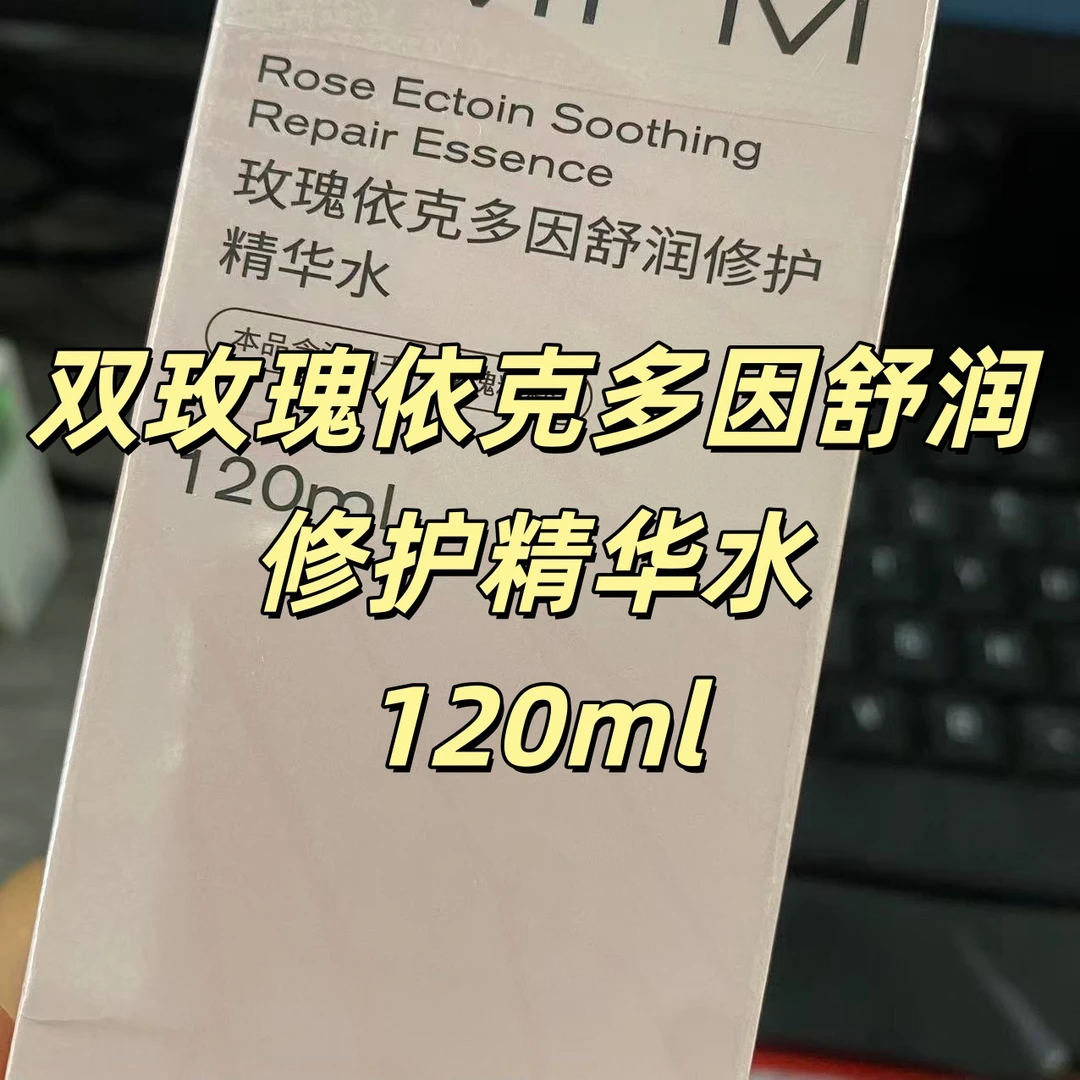 Rose Ectoin Soothing
Repair Essence
玫瑰依克多因舒润修护
精华水
双玫瑰依克多因舒润
120ml
修护精华水
120ml